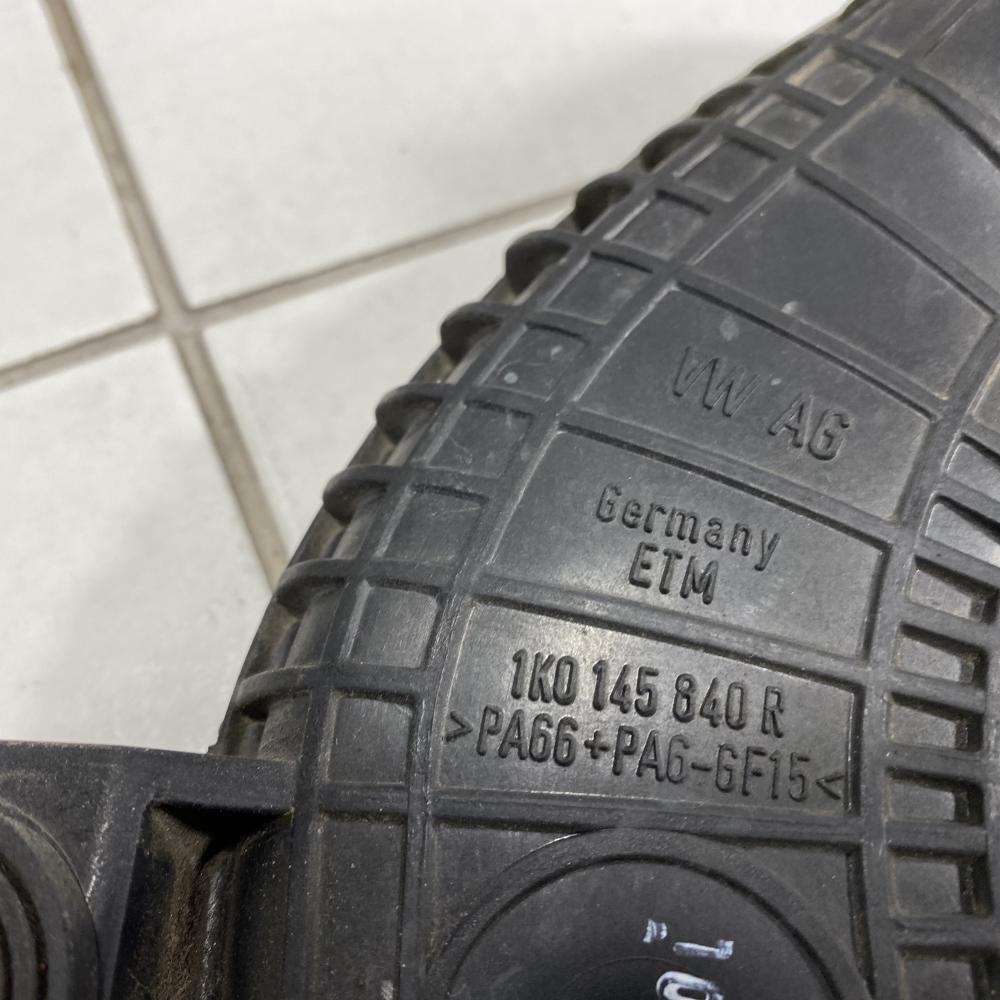 VW AG
Germany
ETM
1K0 145 840 R
>PA66+PA6-GF15<